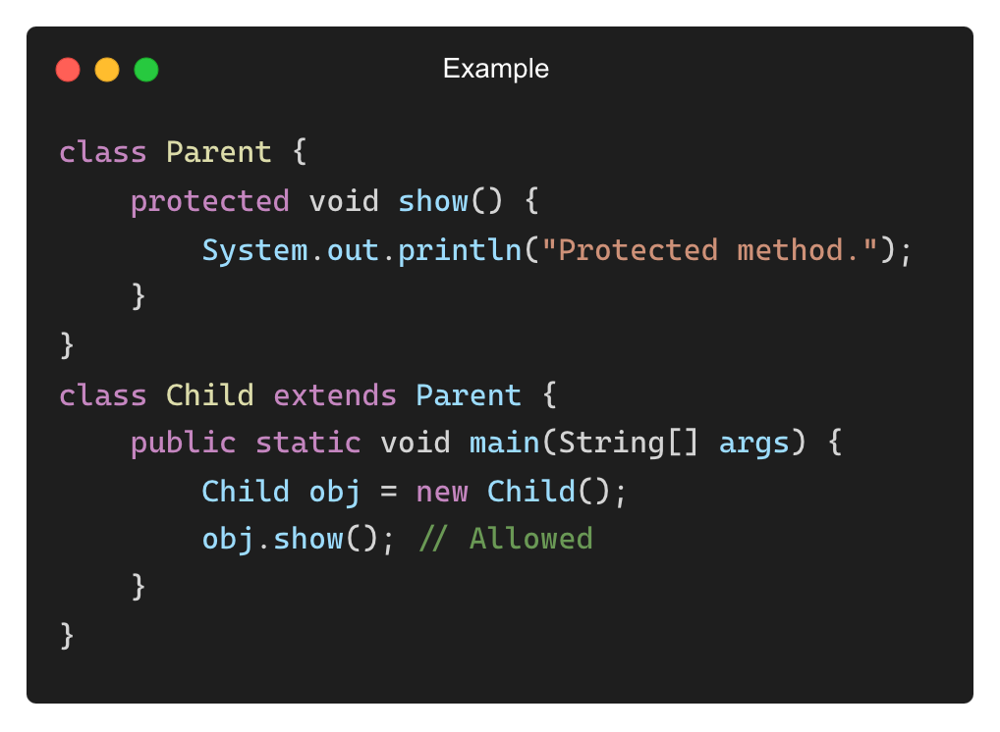 Example
class Parent {
    protected void show() {
        System.out.println("Protected method.");
    }
}
class Child extends Parent {
    public static void main(String[] args) {
        Child obj = new Child();
        obj.show(); // Allowed
    }
}